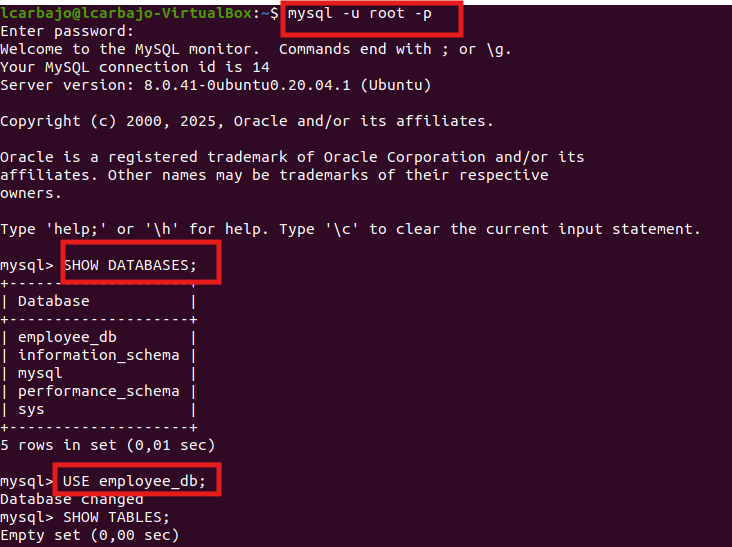 lcarbajo@lcarbajo-VirtualBox:~$ mysql -u root -p
Enter password:
Welcome to the MySQL monitor.  Commands end with ; or \g.
Your MySQL connection id is 14
Server version: 8.0.41-0ubuntu0.20.04.1 (Ubuntu)

Copyright (c) 2000, 2025, Oracle and/or its affiliates.

Oracle is a registered trademark of Oracle Corporation and/or its
affiliates. Other names may be trademarks of their respective
owners.

Type 'help;' or '\h' for help. Type '\c' to clear the current input statement.

mysql> SHOW DATABASES;
+--------------------+
| Database           |
+--------------------+
| employee_db        |
| information_schema |
| mysql              |
| performance_schema |
| sys                |
+--------------------+
5 rows in set (0,01 sec)

mysql> USE employee_db;
Database changed
mysql> SHOW TABLES;
Empty set (0,00 sec)